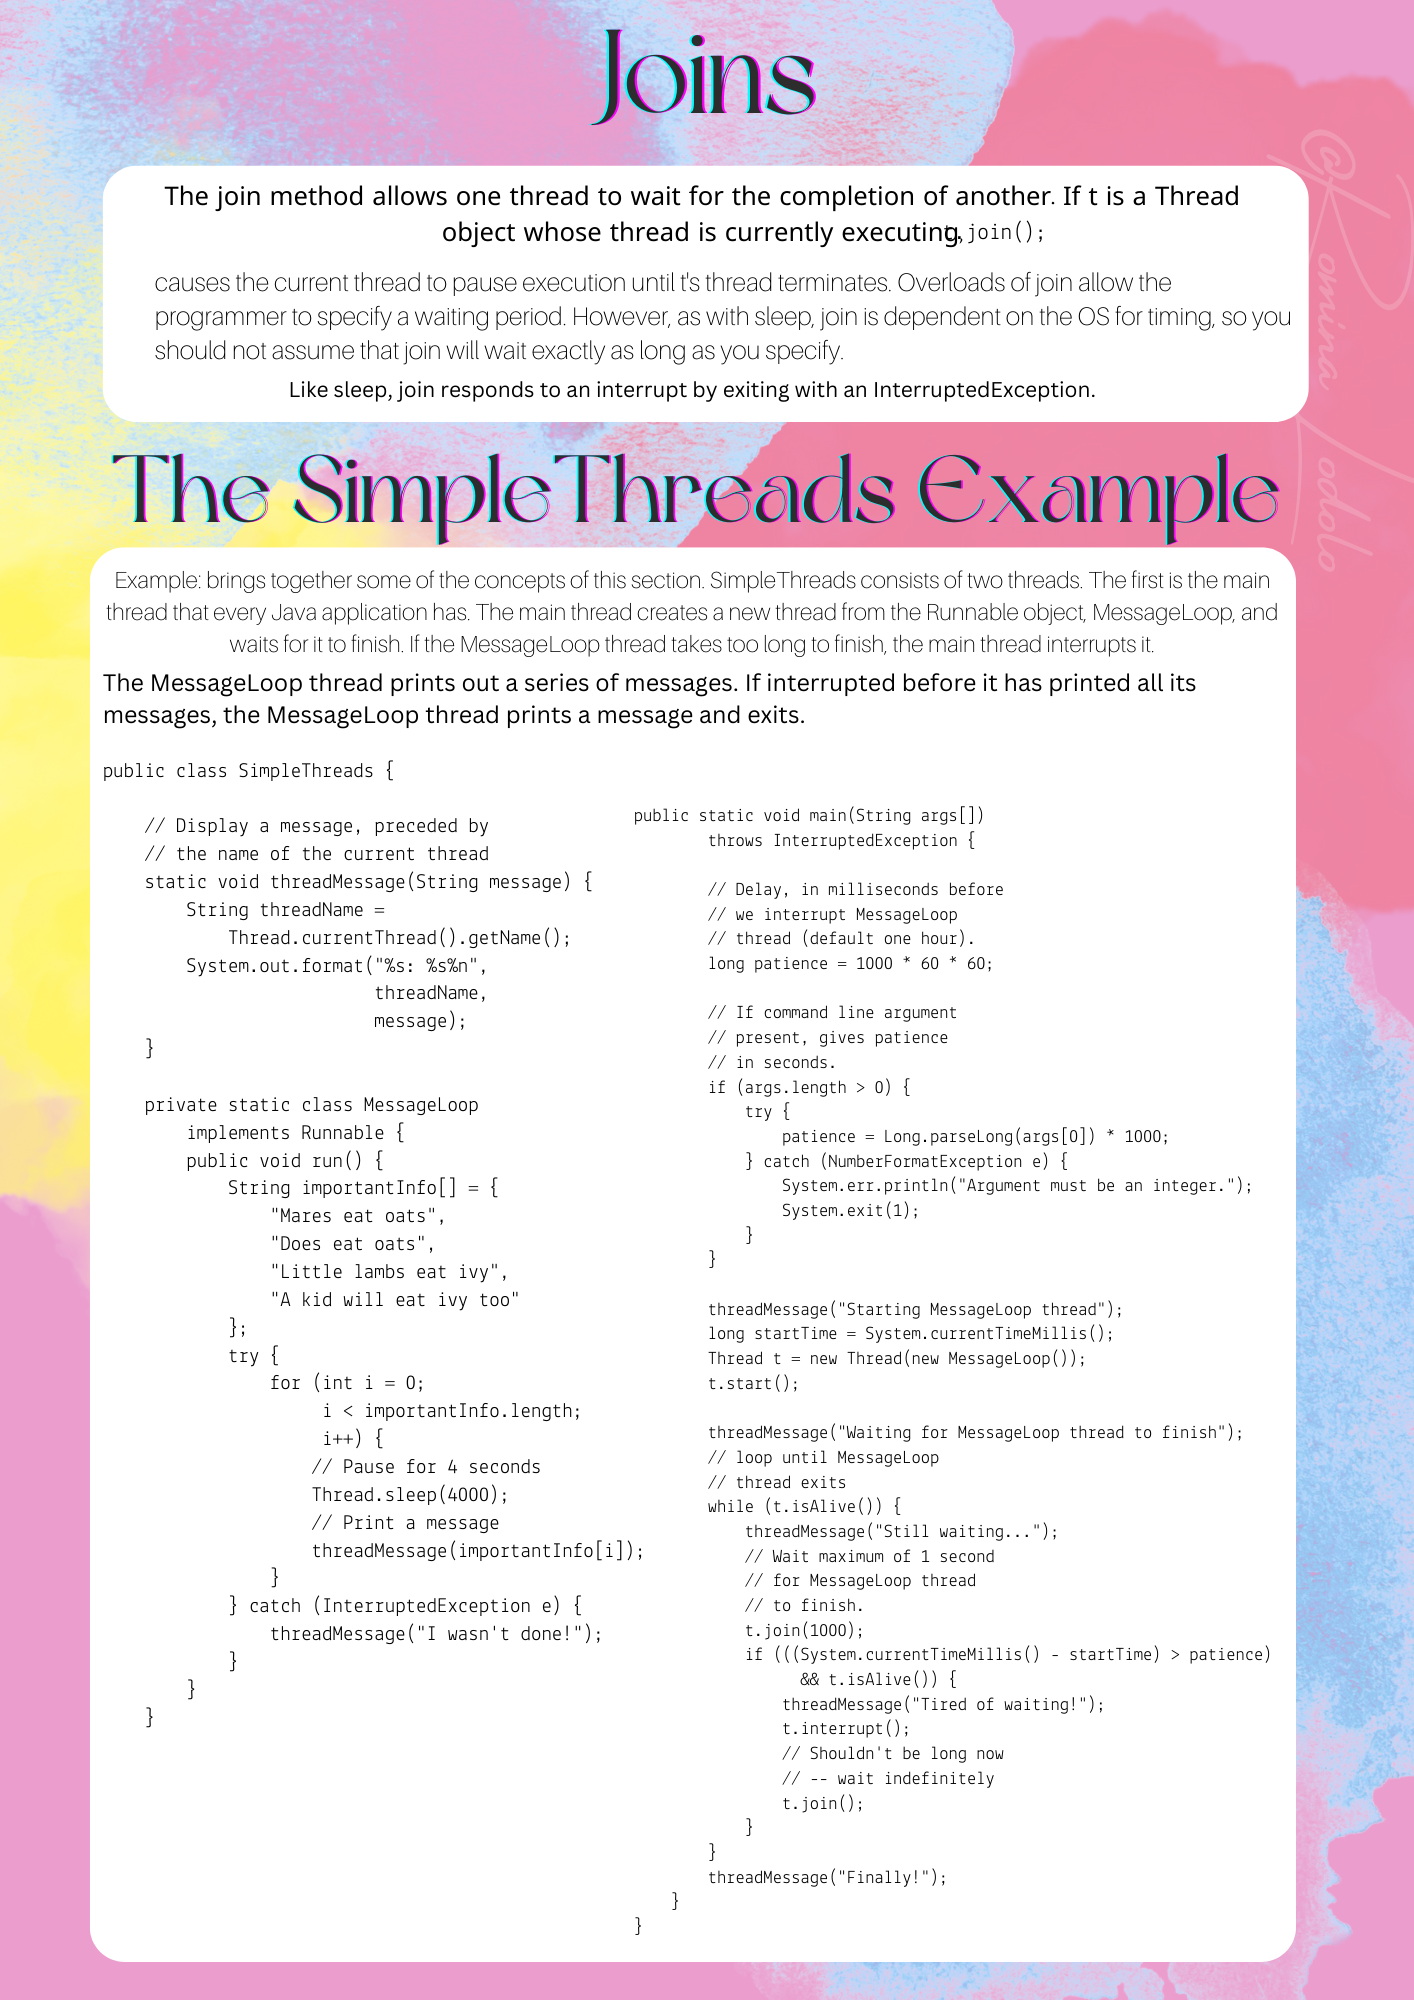 Joins
The join method allows one thread to wait for the completion of another. If t is a Thread
object whose thread is currently executing, t.join();
causes the current thread to pause execution until t's thread terminates. Overloads of join allow the
programmer to specify a waiting period. However, as with sleep, join is dependent on the OS for timing, so you
should not assume that join will wait exactly as long as you specify.
Like sleep, join responds to an interrupt by exiting with an InterruptedException.
@Romina Lodolo
The SimpleThreads Example
Example: brings together some of the concepts of this section. SimpleThreads consists of two threads. The first is the main
thread that every Java application has. The main thread creates a new thread from the Runnable object, MessageLoop, and
waits for it to finish. If the MessageLoop thread takes too long to finish, the main thread interrupts it.
The MessageLoop thread prints out a series of messages. If interrupted before it has printed all its
messages, the MessageLoop thread prints a message and exits.
public class SimpleThreads {
// Display a message, preceded by
// the name of the current thread
static void threadMessage(String message) {
String threadName =
Thread.currentThread().getName();
System.out.format("%s: %s%n",
threadName,
message);
}
private static class MessageLoop
implements Runnable {
public void run() {
String importantInfo[] = {
"Mares eat oats",
"Does eat oats",
"Little lambs eat ivy",
"A kid will eat ivy too"
};
try {
for (int i = 0;
i < importantInfo.length;
i++) {
// Pause for 4 seconds
Thread.sleep(4000);
// Print a message
threadMessage(importantInfo[i]);
}
} catch (InterruptedException e) {
threadMessage("I wasn't done!");
}
}
}
public static void main(String args[])
throws InterruptedException {
// Delay, in milliseconds before
// we interrupt MessageLoop
// thread (default one hour).
long patience = 1000 * 60 * 60;
// If command line argument
// present, gives patience
// in seconds.
if (args.length > 0) {
try {
patience = Long.parseLong(args[0]) * 1000;
} catch (NumberFormatException e) {
System.err.println("Argument must be an integer.");
System.exit(1);
}
}
threadMessage("Starting MessageLoop thread");
long startTime = System.currentTimeMillis();
Thread t = new Thread(new MessageLoop());
t.start();
threadMessage("Waiting for MessageLoop thread to finish");
// loop until MessageLoop
// thread exits
while (t.isAlive()) {
threadMessage("Still waiting...");
// Wait maximum of 1 second
// for MessageLoop thread
// to finish.
t.join(1000);
if (((System.currentTimeMillis() - startTime) > patience)
&& t.isAlive()) {
threadMessage("Tired of waiting!");
t.interrupt();
// Shouldn't be long now
// -- wait indefinitely
t.join();
}
}
threadMessage("Finally!");
}
}